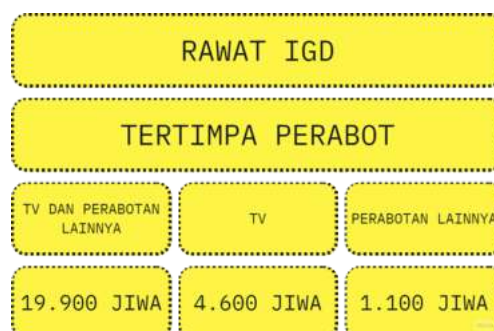 RAWAT IGD
TERTIMPA PERABOT
TV DAN PERABOTAN
LAINNYA
TV
PERABOTAN LAINNYA
19.900 JIWA
4.600 JIWA
1.100 JIWA